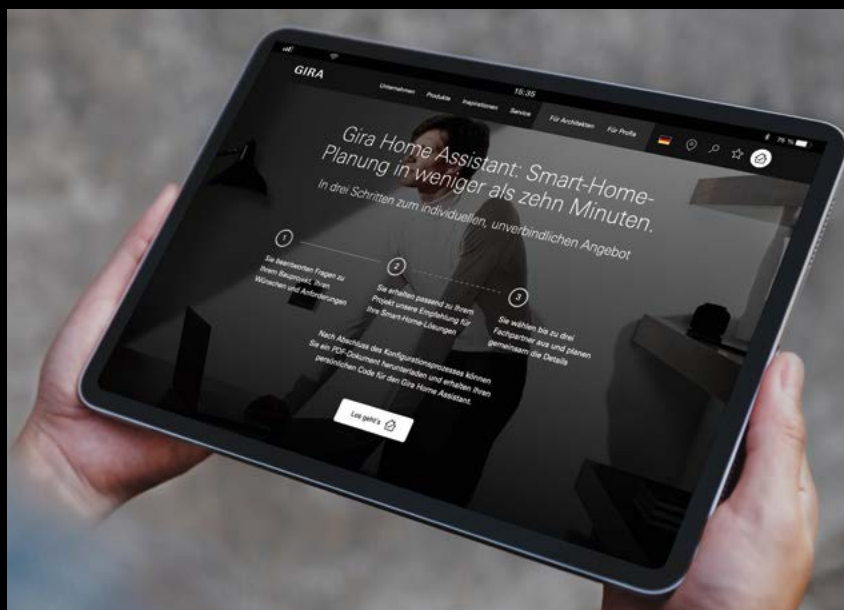 15:35
75 %
GIRA
Unternehmen Produkte Inspirationen Service Für Architekten Für Profis
Gira Home Assistant: Smart-Home-
Planung in weniger als zehn Minuten.
In drei Schritten zum individuellen, unverbindlichen Angebot
1
Sie beantworten Fragen zu
Ihrem Bauprojekt, Ihren
Wünschen und Anforderungen
2
Sie erhalten passend zu Ihrem
Projekt unsere Empfehlung für
Ihre Smart-Home-Lösungen
3
Sie wählen bis zu drei
Fachpartner aus und planen
gemeinsam die Details
Nach Abschluss des Konfigurationsprozesses können
Sie ein PDF-Dokument herunterladen und erhalten Ihren
persönlichen Code für den Gira Home Assistant.
Los geht's